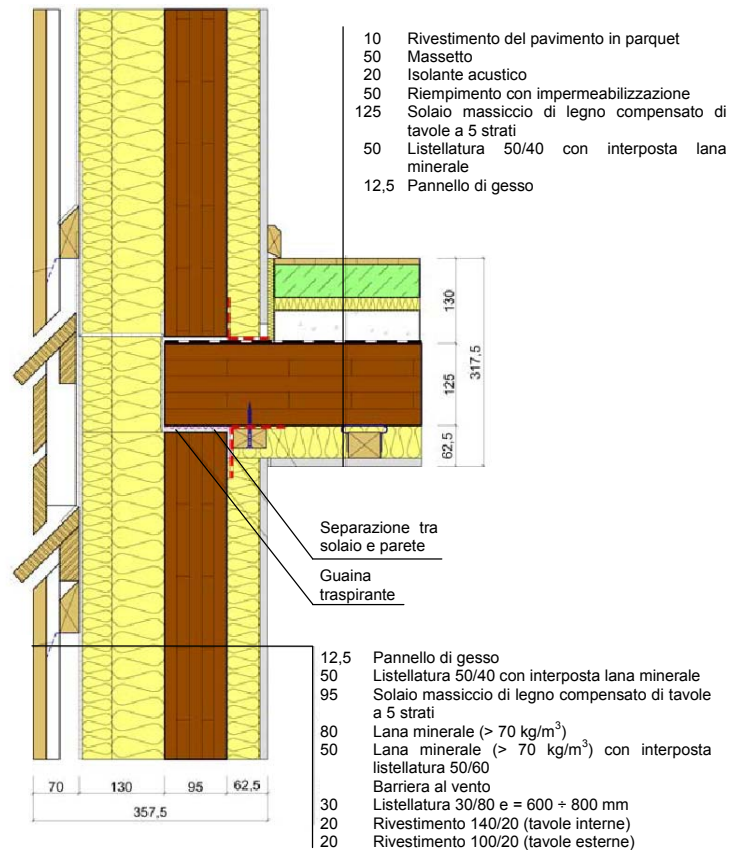 10 Rivestimento del pavimento in parquet
50 Massetto
20 Isolante acustico
50 Riempimento con impermeabilizzazione
125 Solaio massiccio di legno compensato di
tavole a 5 strati
50 Listellatura 50/40 con interposta lana
minerale
12,5 Pannello di gesso
130
125
62,5
317,5
Separazione tra
solaio e parete
Guaina
traspirante
12,5 Pannello di gesso
50 Listellatura 50/40 con interposta lana minerale
95 Solaio massiccio di legno compensato di tavole
a 5 strati
80 Lana minerale (> 70 kg/m³)
50 Lana minerale (> 70 kg/m³) con interposta
listellatura 50/60
Barriera al vento
30 Listellatura 30/80 e = 600 ÷ 800 mm
20 Rivestimento 140/20 (tavole interne)
20 Rivestimento 100/20 (tavole esterne)
70 130 95 62,5
357,5